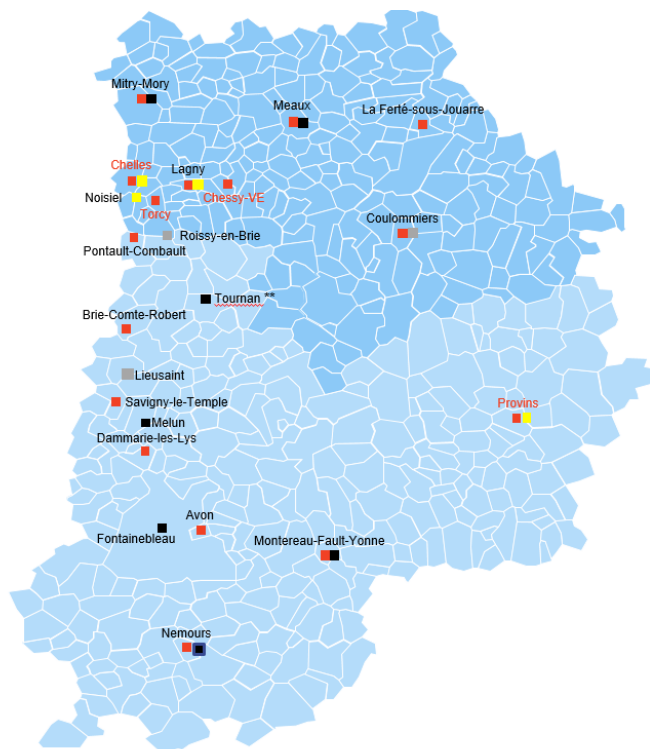 Mitry-Mory
Meaux
La Ferté-sous-Jouarre
Chelles
Lagny
Noisiel
Chessy-VE
Torcy
Coulommiers
Roissy-en-Brie
Pontault-Combault
Tournan **
Brie-Comte-Robert
Lieusaint
Savigny-le-Temple
Provins
Melun
Dammarie-les-Lys
Avon
Fontainebleau
Montereau-Fault-Yonne
Nemours